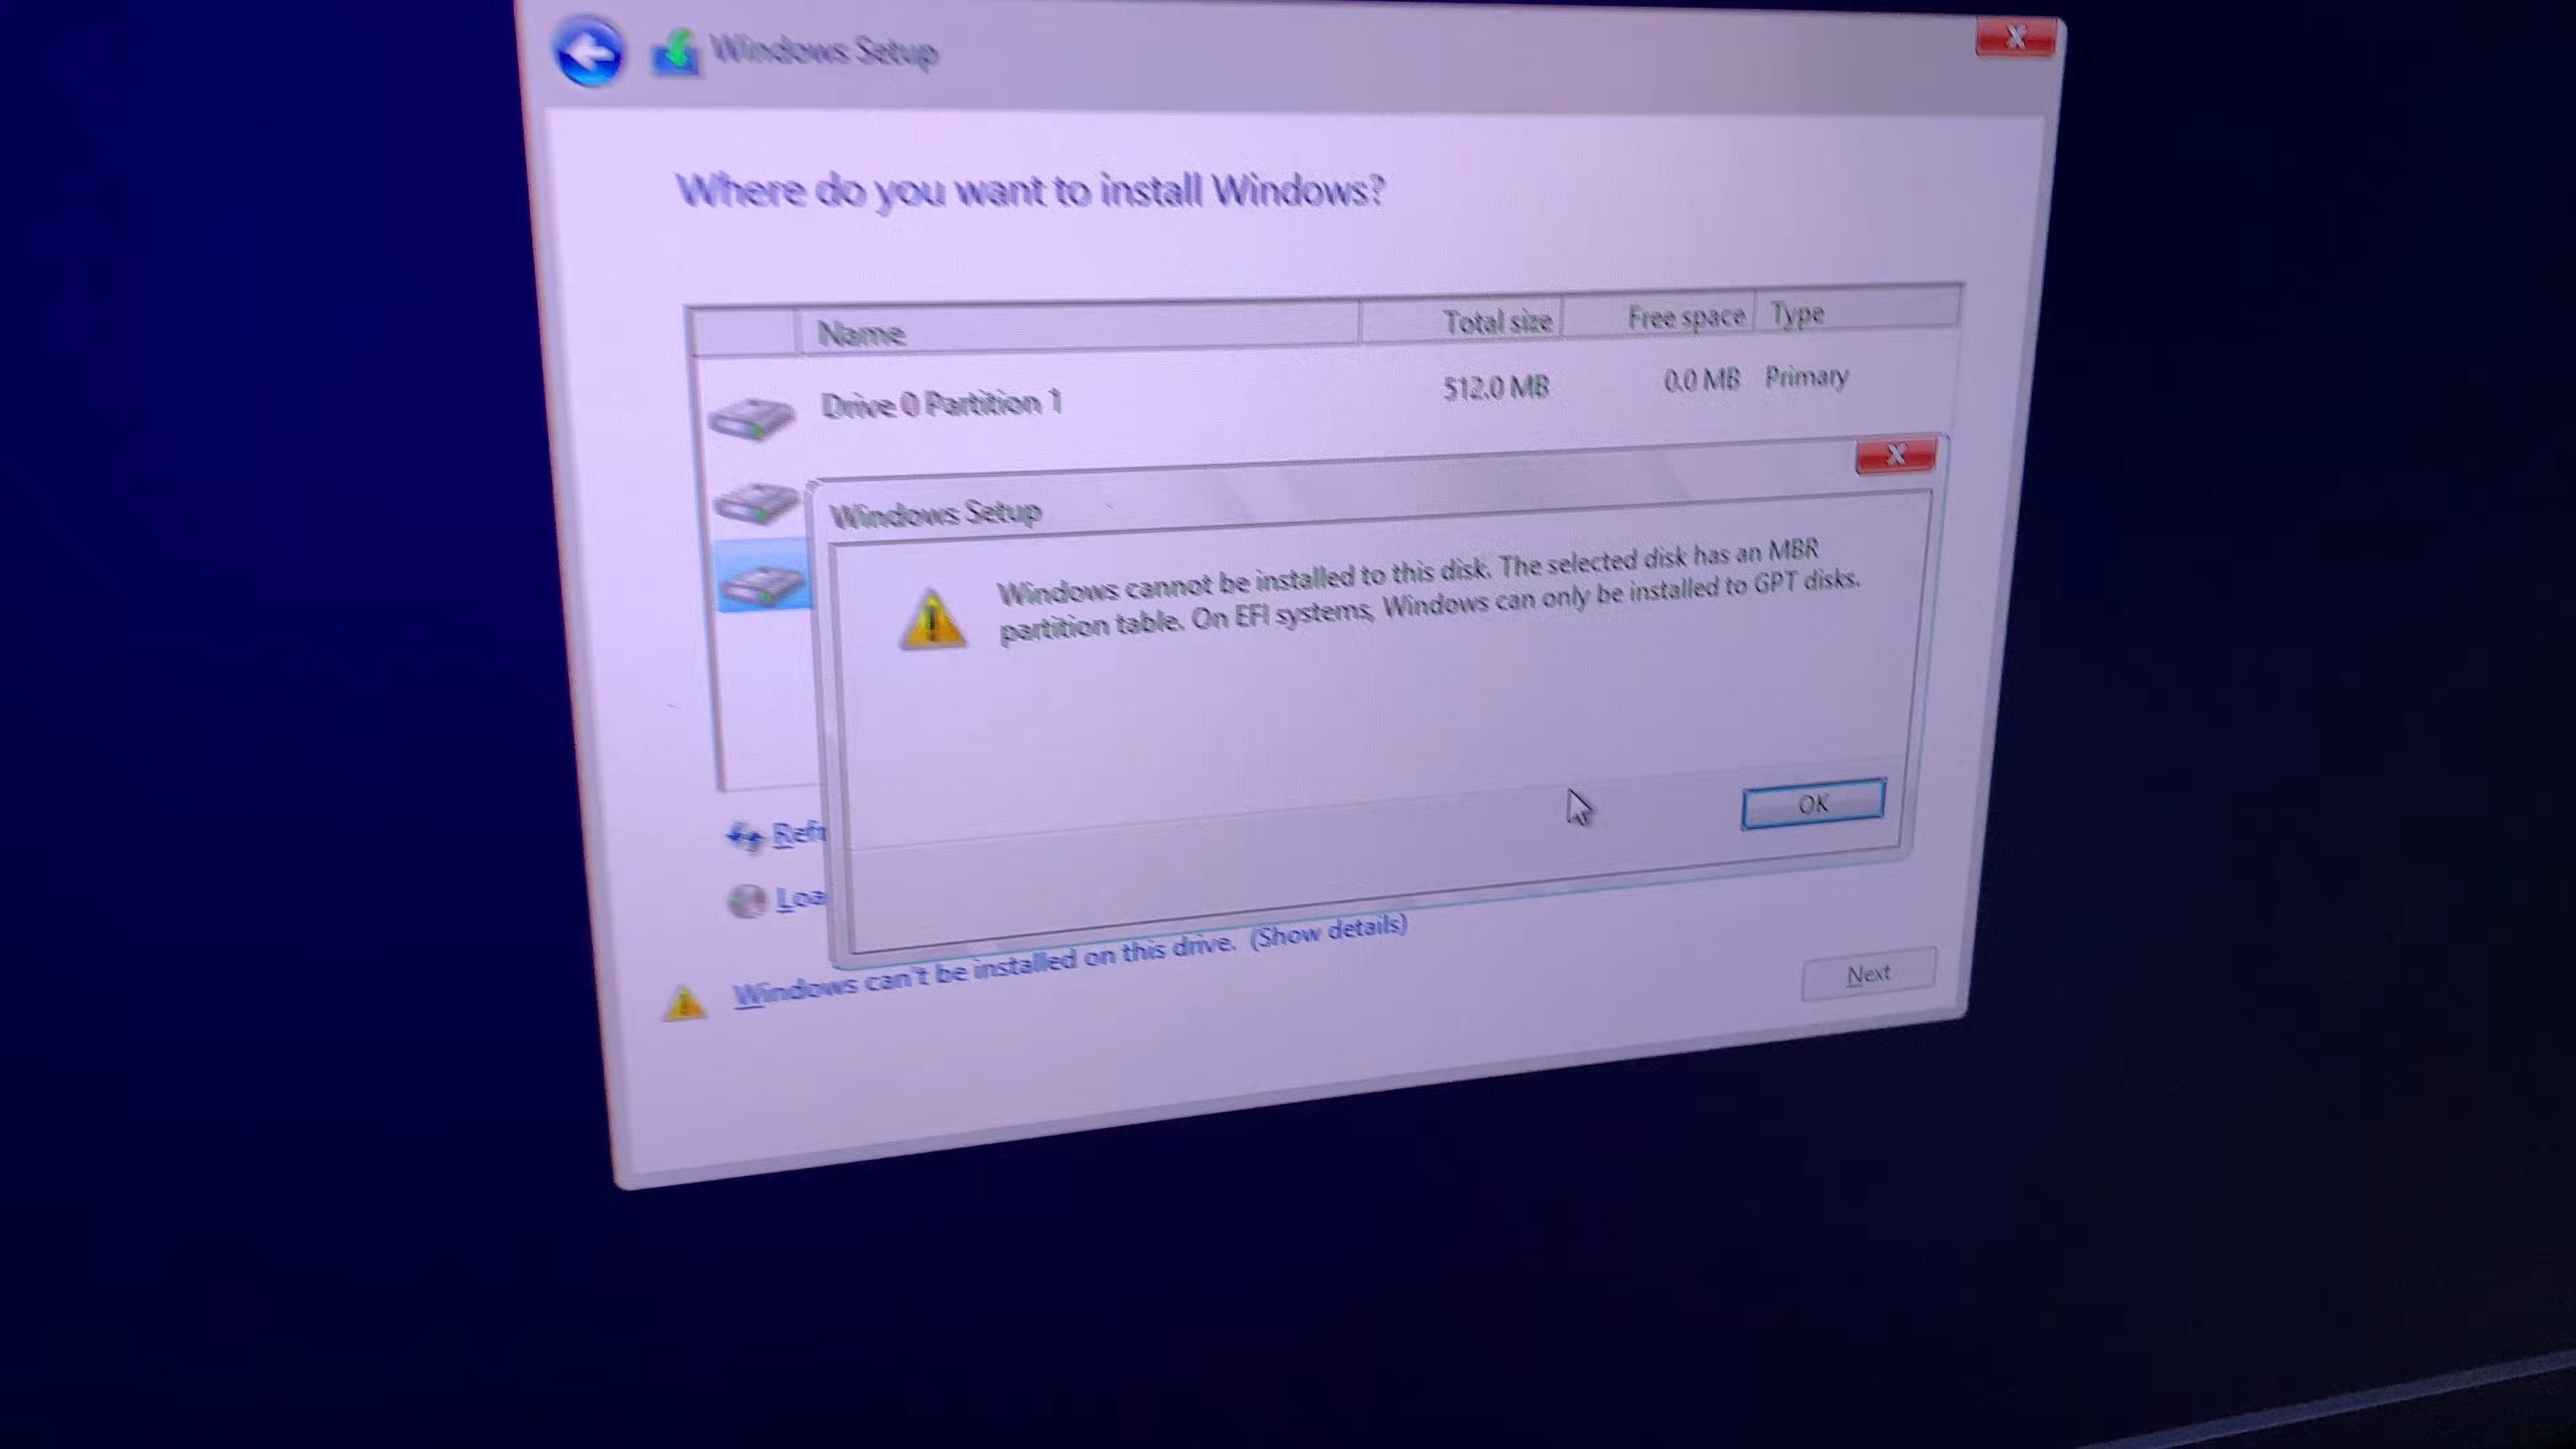 Windows Setup
Where do you want to install Windows?
Name Total size Free space Type
Drive 0 Partition 1 512.0 MB 0.0 MB Primary
Windows Setup
Windows cannot be installed to this disk. The selected disk has an MBR
partition table. On EFI systems, Windows can only be installed to GPT disks.
OK
Refr
Loa
Windows can't be installed on this drive. (Show details)
Next